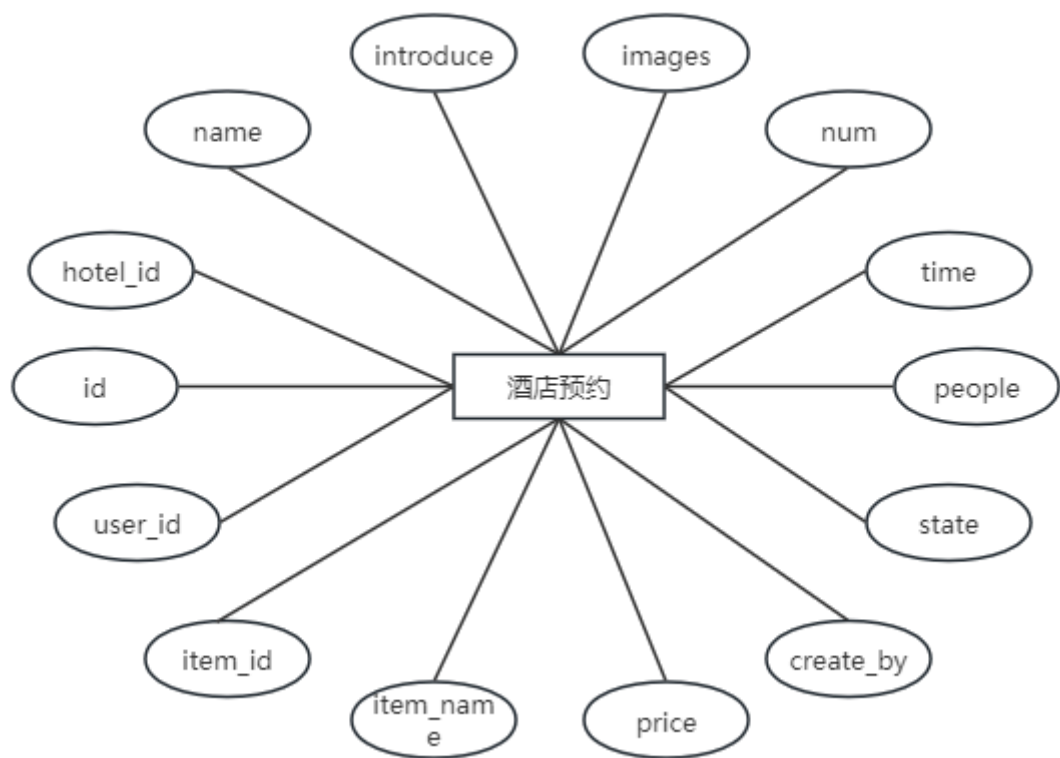 introduce
images
name
num
hotel_id
time
id
酒店预约
people
user_id
state
item_id
create_by
item_nam
e
price